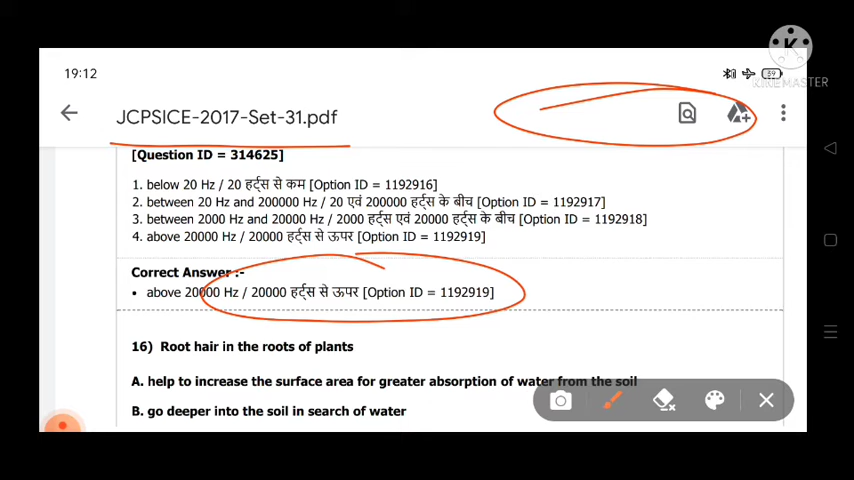 19:12
69
K
KINEMASTER
JCPSICE-2017-Set-31.pdf
[Question ID = 314625]
1. below 20 Hz / 20 हर्ट्स से कम [Option ID = 1192916]
2. between 20 Hz and 200000 Hz / 20 एवं 200000 हर्ट्स के बीच [Option ID = 1192917]
3. between 2000 Hz and 200000 Hz / 2000 हर्ट्स एवं 20000 हर्ट्स के बीच [Option ID = 1192918]
4. above 20000 Hz / 20000 हर्ट्स से ऊपर [Option ID = 1192919]
Correct Answer :-
• above 20000 Hz / 20000 हर्ट्स से ऊपर [Option ID = 1192919]
16) Root hair in the roots of plants
A. help to increase the surface area for greater absorption of water from the soil
B. go deeper into the soil in search of water